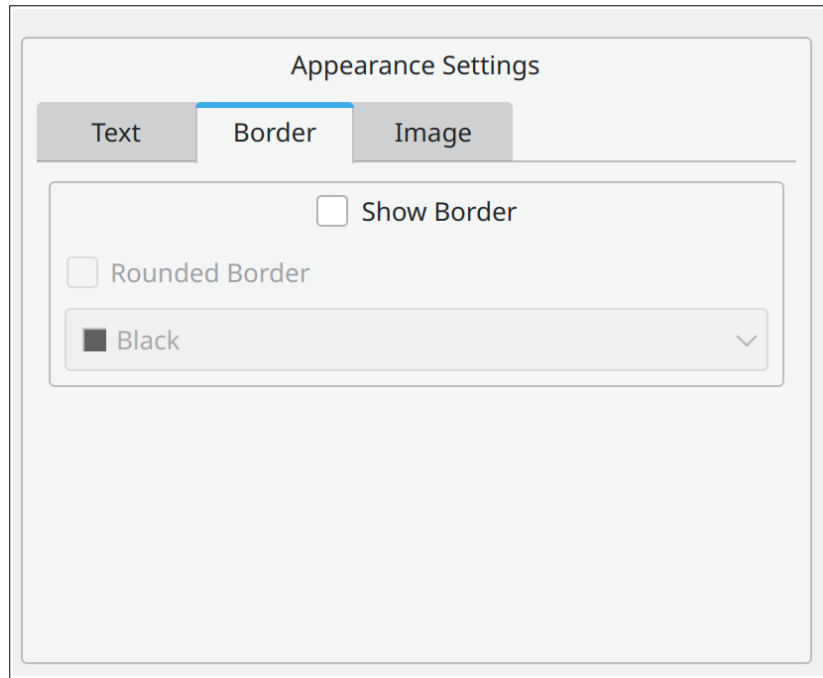 Appearance Settings
Text Border Image
Show Border
Rounded Border
Black